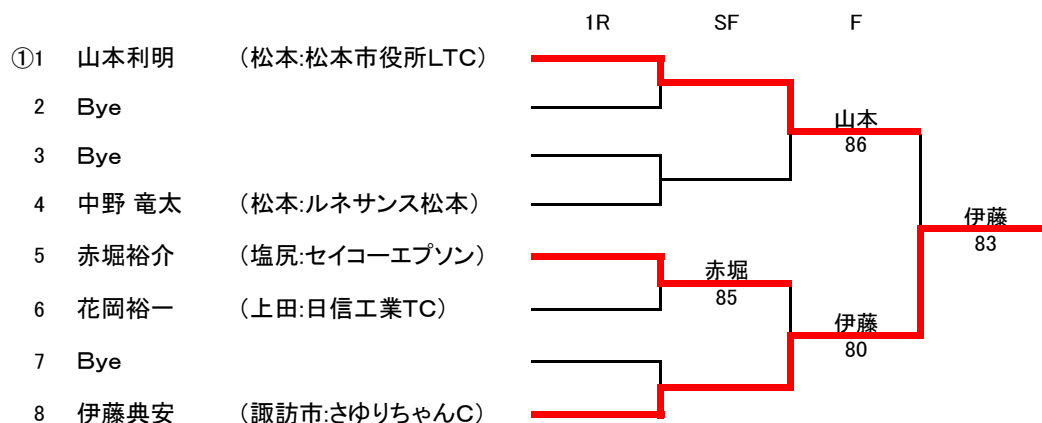 1R SF F
①1 山本利明 （松本:松本市役所LTC）
2 Bye
山本
86
3 Bye
4 中野 竜太 （松本:ルネサンス松本）
伊藤
83
5 赤堀裕介 （塩尻:セイコーエプソン）
赤堀
85
6 花岡裕一 （上田:日信工業TC）
伊藤
80
7 Bye
8 伊藤典安 （諏訪市:さゆりちゃんC）